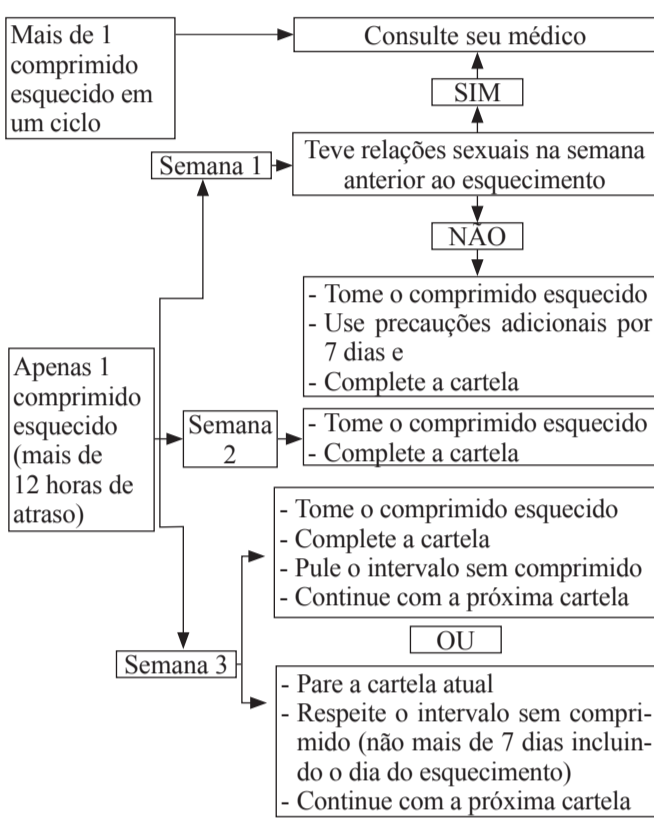 Mais de 1
comprimido
esquecido em
um ciclo
Consulte seu médico
SIM
Semana 1
Teve relações sexuais na semana
anterior ao esquecimento
NÃO
- Tome o comprimido esquecido
- Use precauções adicionais por
7 dias e
- Complete a cartela
Apenas 1
comprimido
esquecido
(mais de
12 horas de
atraso)
Semana
2
- Tome o comprimido esquecido
- Complete a cartela
- Tome o comprimido esquecido
- Complete a cartela
- Pule o intervalo sem comprimido
- Continue com a próxima cartela
OU
Semana 3
- Pare a cartela atual
- Respeite o intervalo sem compri-
mido (não mais de 7 dias incluin-
do o dia do esquecimento)
- Continue com a próxima cartela